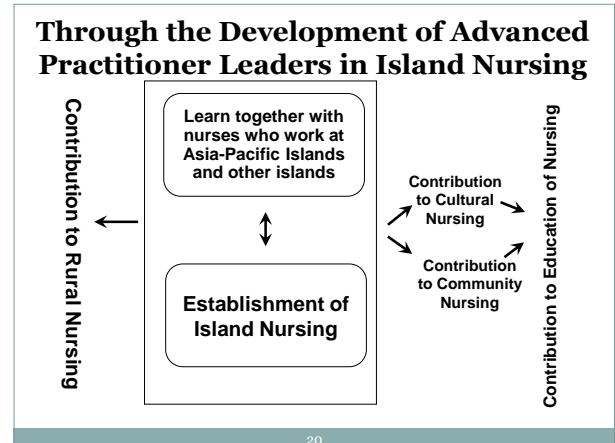 Through the Development of Advanced
Practitioner Leaders in Island Nursing
Contribution to Rural Nursing
Learn together with
nurses who work at
Asia-Pacific Islands
and other islands
Establishment of
Island Nursing
Contribution
to Cultural
Nursing
Contribution
to Community
Nursing
Contribution to Education of Nursing
20